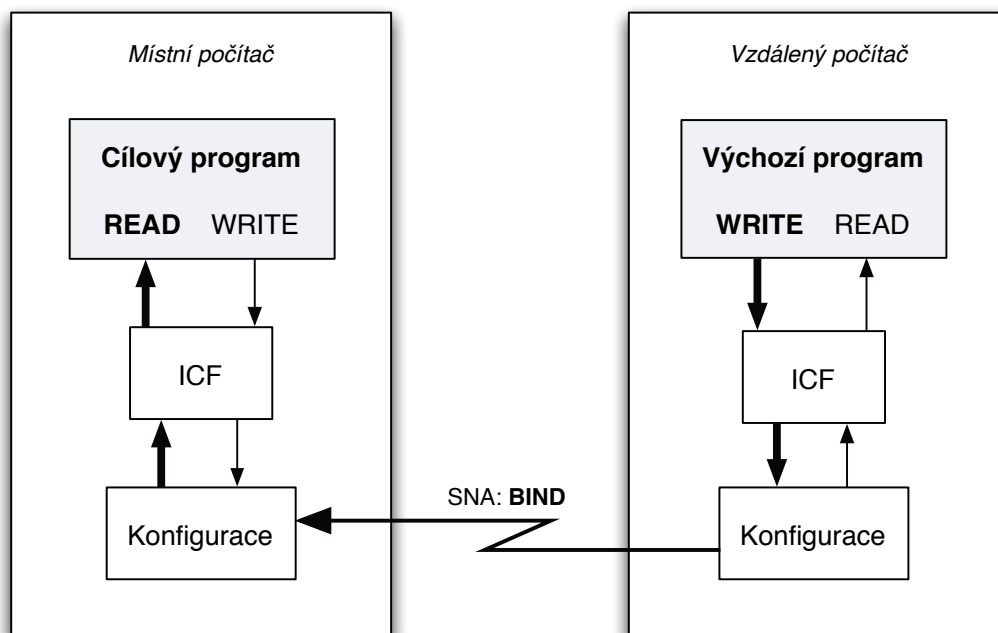 Místní počítač
Cílový program
READ WRITE
ICF
Konfigurace
SNA: BIND
Vzdálený počítač
Výchozí program
WRITE READ
ICF
Konfigurace